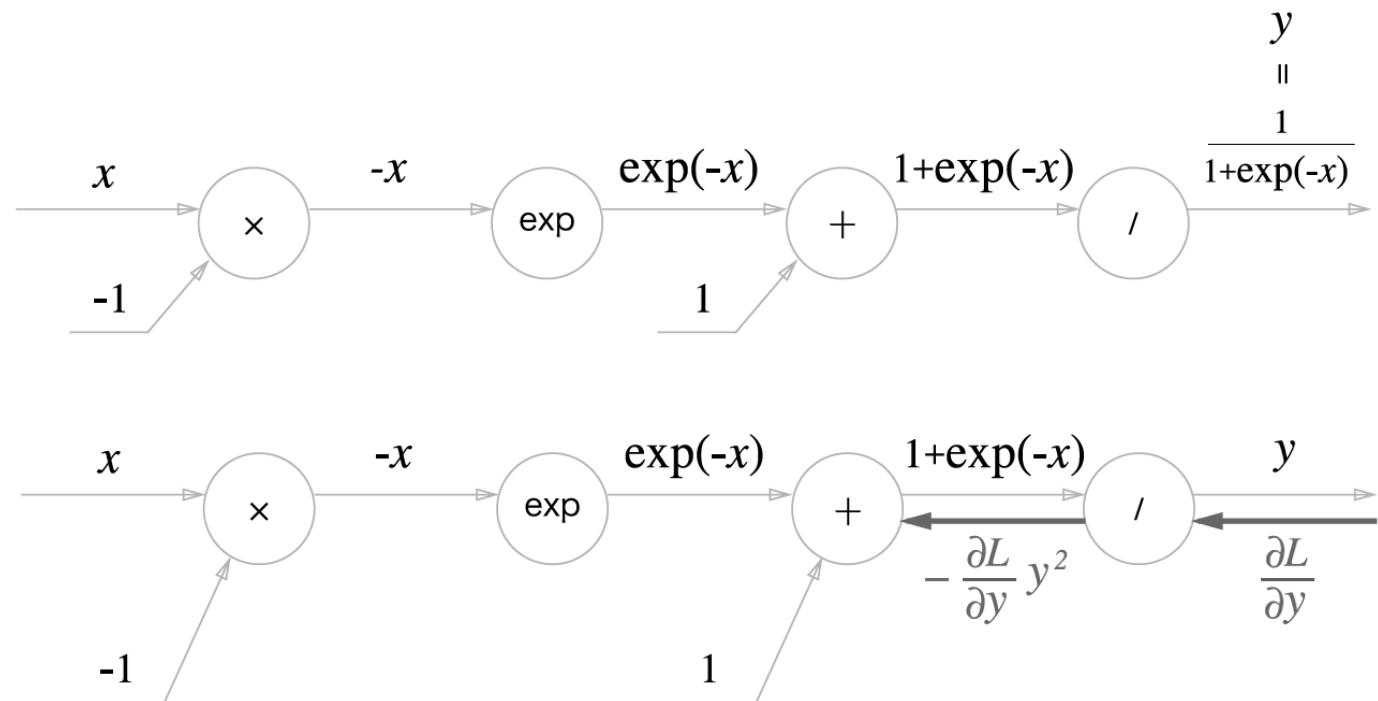 y
=
1
x -x exp(-x) 1+exp(-x) 1+exp(-x)
× exp + /
-1 1
x -x exp(-x) 1+exp(-x) y
× exp + /
- ∂L/∂y y² ∂L/∂y
-1 1